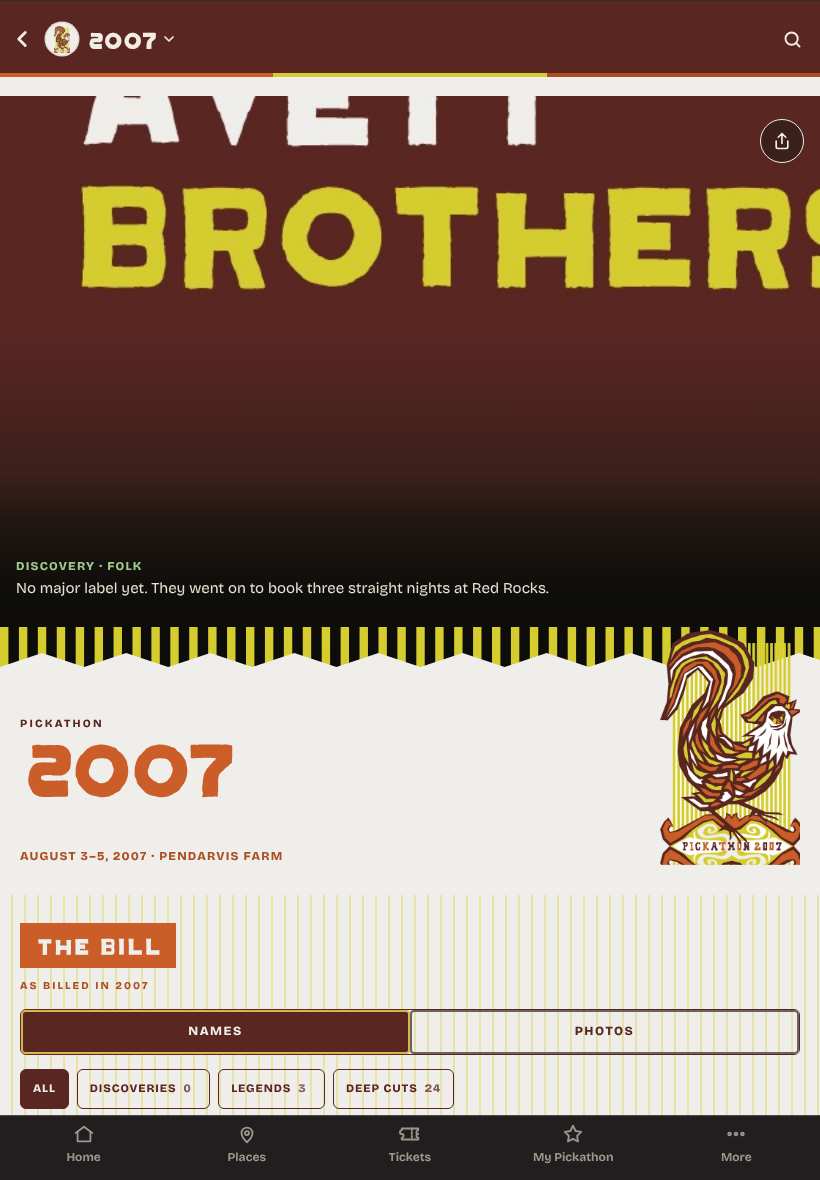 2007
AVETT
BROTHERS
DISCOVERY · FOLK
No major label yet. They went on to book three straight nights at Red Rocks.
PICKATHON
2007
AUGUST 3–5, 2007 · PENDARVIS FARM
PICKATHON 2007
THE BILL
AS BILLED IN 2007
NAMES
PHOTOS
ALL
DISCOVERIES 0
LEGENDS 3
DEEP CUTS 24
Home
Places
Tickets
My Pickathon
More